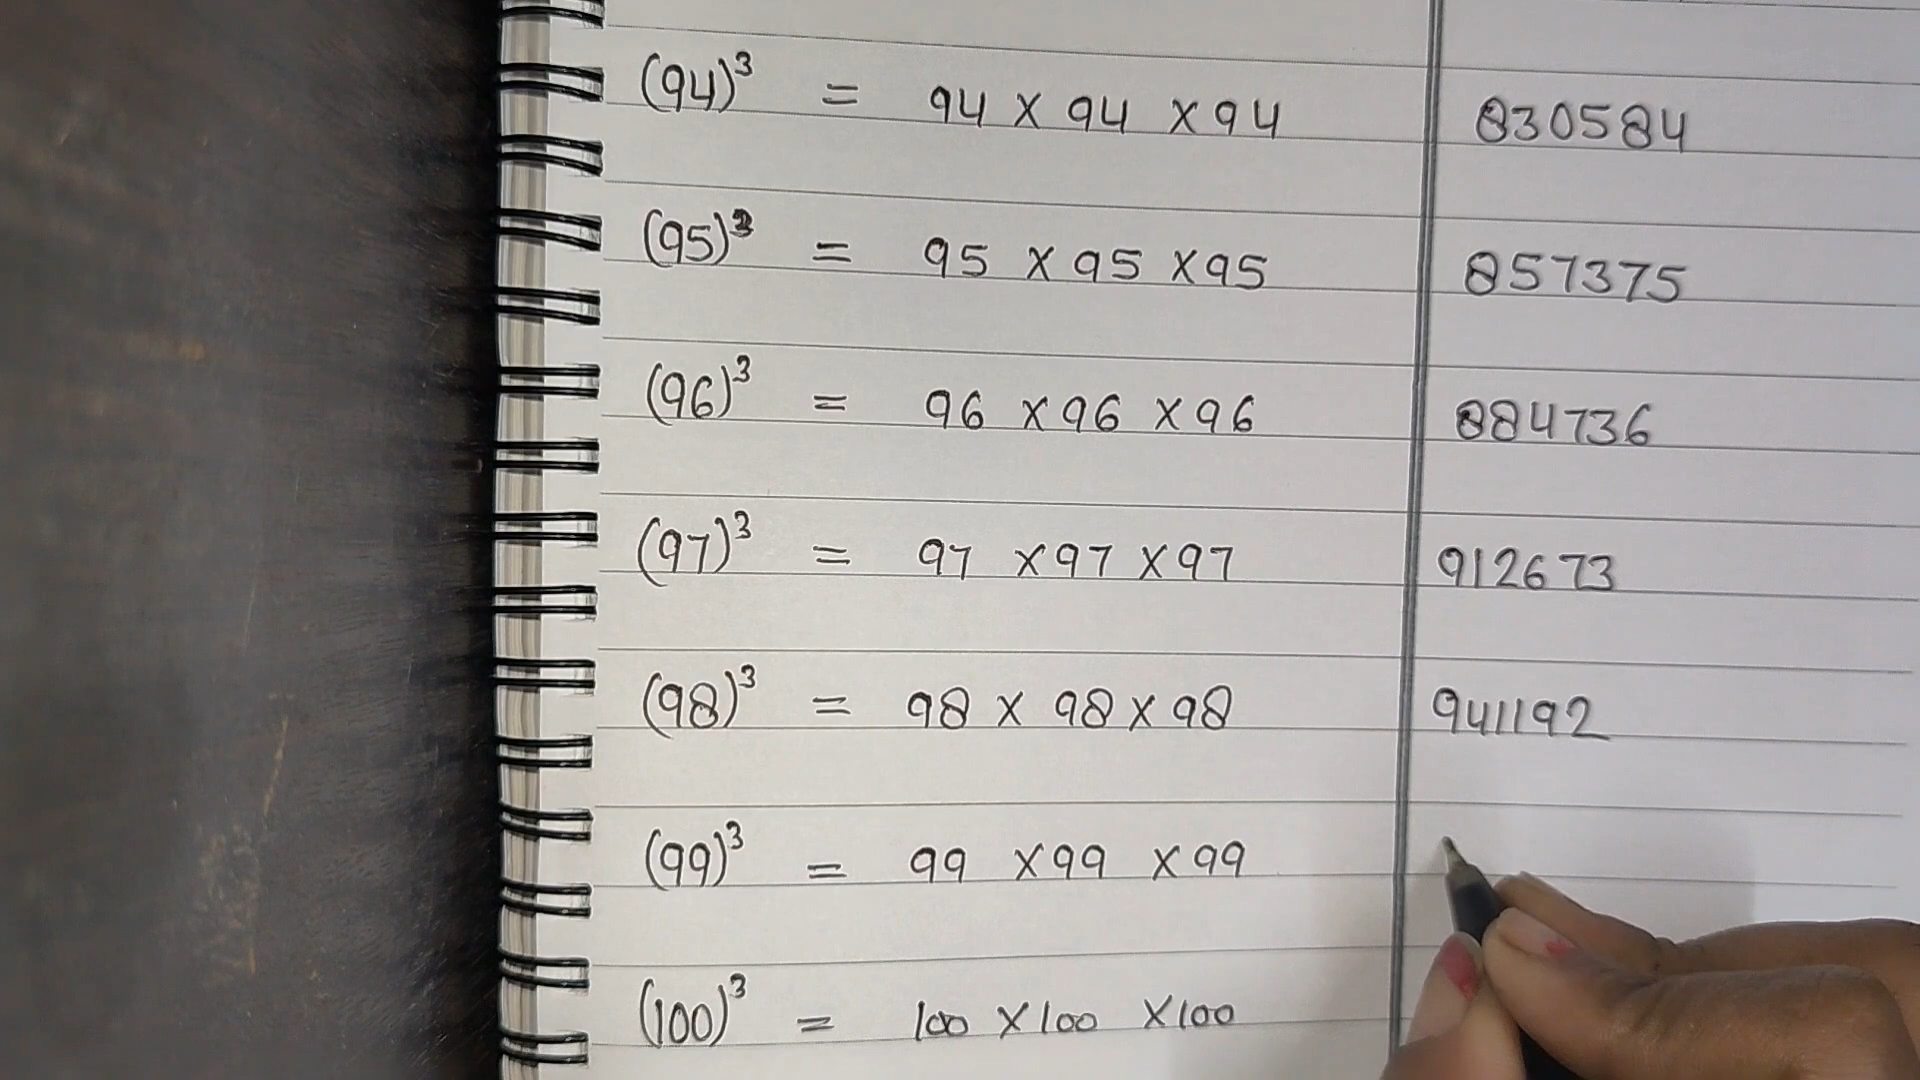 (94)³ = 94 × 94 × 94 830584
(95)³ = 95 × 95 × 95 857375
(96)³ = 96 × 96 × 96 884736
(97)³ = 97 × 97 × 97 912673
(98)³ = 98 × 98 × 98 941192
(99)³ = 99 × 99 × 99
(100)³ = 100 × 100 × 100